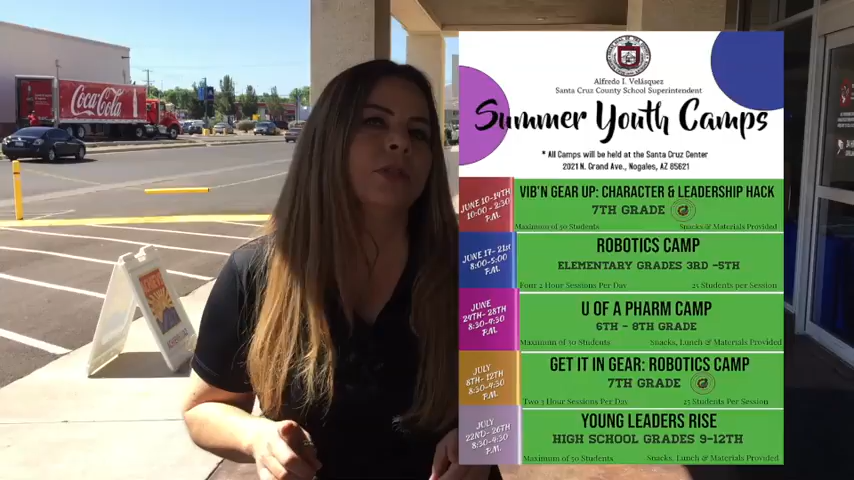 Alfredo I. Velásquez
Santa Cruz County School Superintendent
Summer Youth Camps
* All Camps will be held at the Santa Cruz Center
2021 N. Grand Ave., Nogales, AZ 85621
JUNE 10-14TH
10:00 - 2:30
P.M.
VIB'N GEAR UP: CHARACTER & LEADERSHIP HACK
7TH GRADE
Maximum of 50 Students
Snacks & Materials Provided
JUNE 17- 21st
8:00-5:00
P.M.
ROBOTICS CAMP
ELEMENTARY GRADES 3RD -5TH
Four 2 Hour Sessions Per Day
25 Students per Session
JUNE
24TH-28TH
8:30-4:30
P.M.
U OF A PHARM CAMP
6TH - 9TH GRADE
Maximum of 30 Students
Snacks, Lunch & Materials Provided
JULY
8TH- 12TH
8:30-4:30
P.M.
GET IT IN GEAR: ROBOTICS CAMP
7TH GRADE
Two 3 Hour Sessions Per Day
25 Students Per Session
JULY
22ND- 26TH
8:30-4:30
P.M.
YOUNG LEADERS RISE
HIGH SCHOOL GRADES 9-12TH
Maximum of 50 Students
Snacks, Lunch & Materials Provided
Coca-Cola